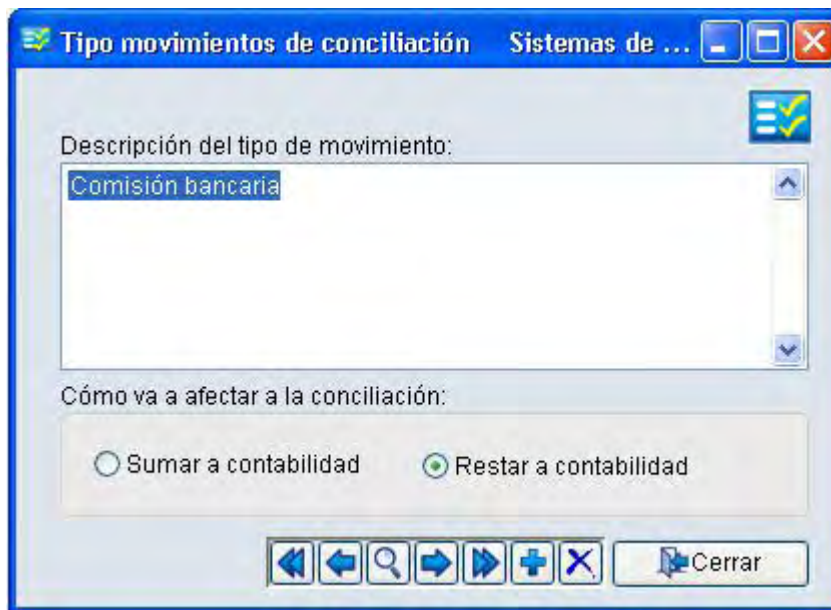 Tipo movimientos de conciliación Sistemas de ...
Descripción del tipo de movimiento:
Comisión bancaria
Cómo va a afectar a la conciliación:
Sumar a contabilidad Restar a contabilidad
Cerrar